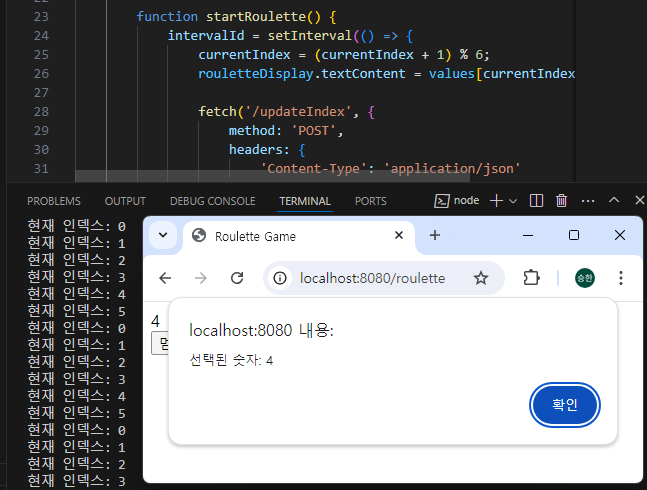 22
23 function startRoulette() {
24 intervalId = setInterval(() => {
25 currentIndex = (currentIndex + 1) % 6;
26 rouletteDisplay.textContent = values[currentIndex
27
28 fetch('/updateIndex', {
29 method: 'POST',
30 headers: {
31 'Content-Type': 'application/json'
PROBLEMS OUTPUT DEBUG CONSOLE TERMINAL PORTS node
현재 인덱스: 0
현재 인덱스: 1
현재 인덱스: 2
현재 인덱스: 3
현재 인덱스: 4
현재 인덱스: 5
현재 인덱스: 0
현재 인덱스: 1
현재 인덱스: 2
현재 인덱스: 3
현재 인덱스: 4
현재 인덱스: 5
현재 인덱스: 0
현재 인덱스: 1
현재 인덱스: 2
현재 인덱스: 3
Roulette Game
localhost:8080/roulette
승한
4
localhost:8080 내용:
선택된 숫자: 4
확인